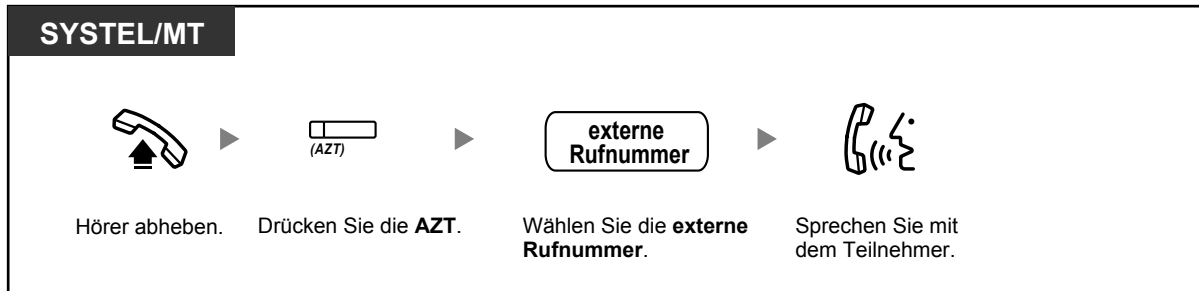 SYSTEL/MT
(AZT)
externe
Rufnummer
Hörer abheben.
Drücken Sie die AZT.
Wählen Sie die externe
Rufnummer.
Sprechen Sie mit
dem Teilnehmer.